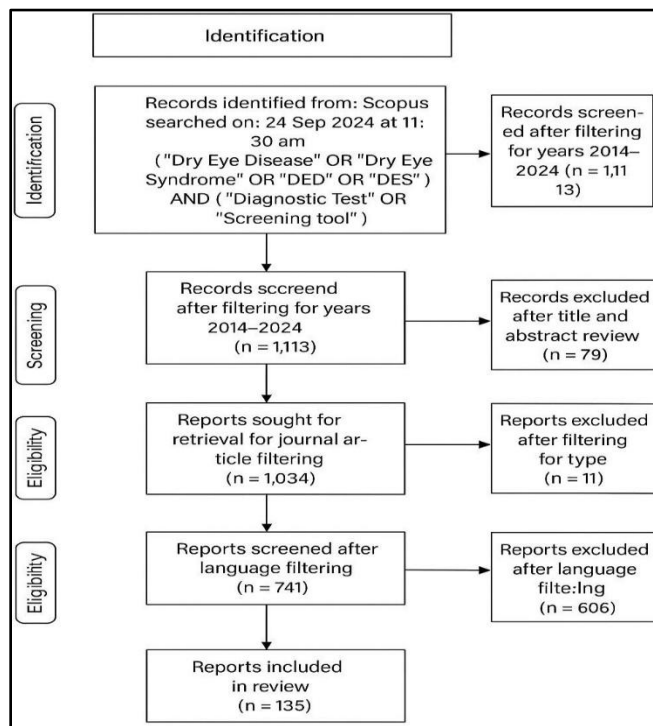 Identification
Identification
Records identified from: Scopus
searched on: 24 Sep 2024 at 11:
30 am
("Dry Eye Disease" OR "Dry Eye
Syndrome" OR "DED" OR "DES")
AND ("Diagnostic Test" OR
"Screening tool")
Records screen-
ed after filtering
for years 2014–
2024 (n = 1,11
13)
Screening
Records sccreend
after filtering for years
2014–2024
(n = 1,113)
Records excluded
after title and
abstract review
(n = 79)
Eligibility
Reports sought for
retrieval for journal ar-
ticle filtering
(n = 1,034)
Reports excluded
after filtering
for type
(n = 11)
Eligibility
Reports screened after
language filtering
(n = 741)
Reports excluded
after language
filte:lng
(n = 606)
Reports included
in review
(n = 135)